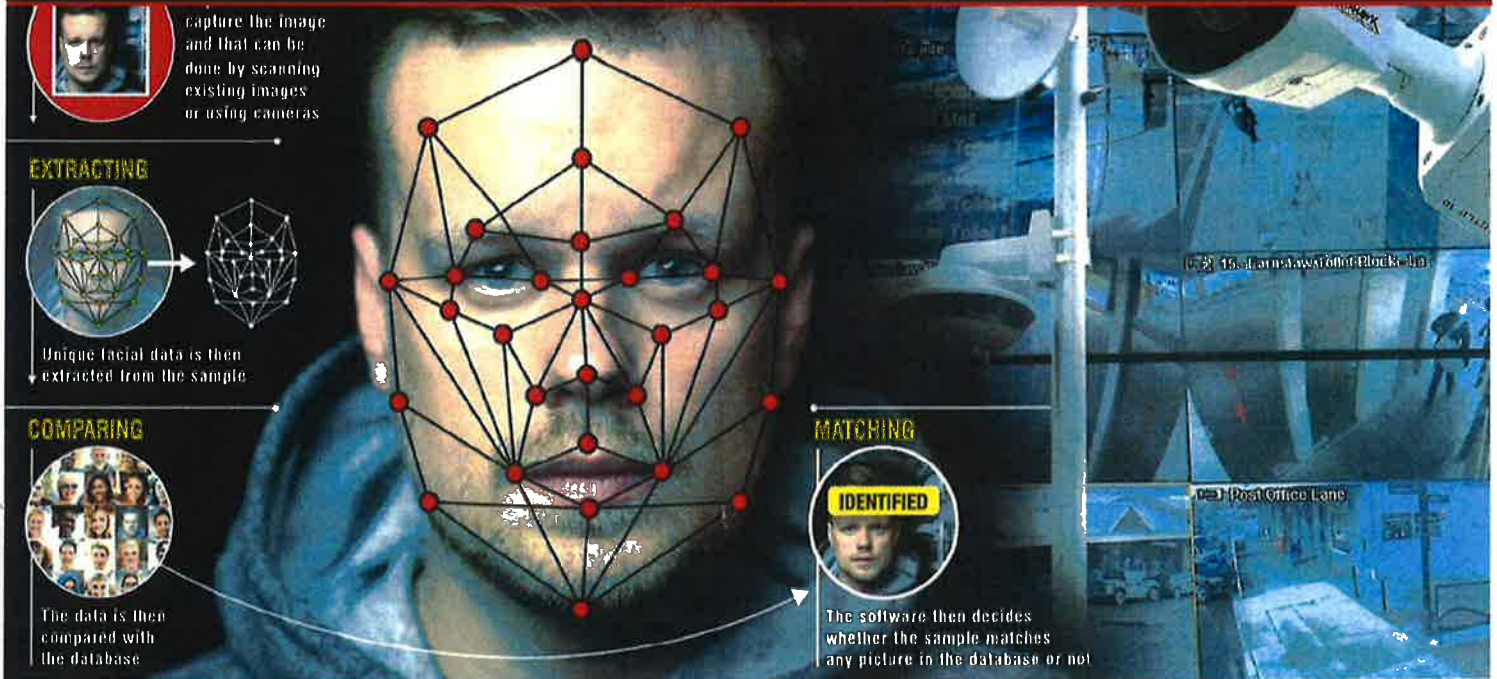 capture the image
and that can be
done by scanning
existing images
or using cameras
EXTRACTING
Unique facial data is then
extracted from the sample
COMPARING
The data is then
compared with
the database
MATCHING
IDENTIFIED
The software then decides
whether the sample matches
any picture in the database or not
Post Office Lane